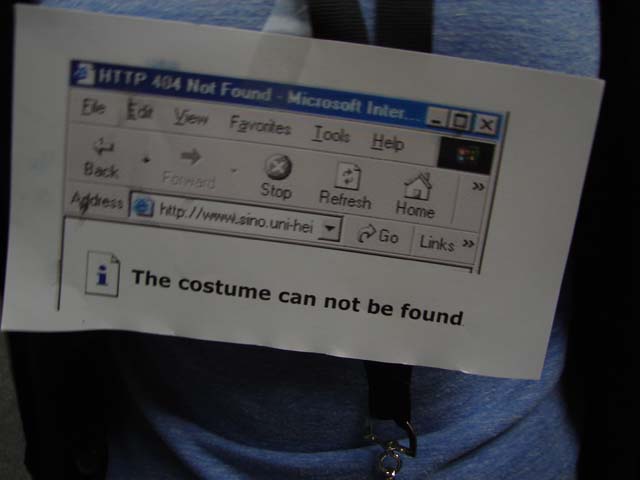 HTTP 404 Not Found - Microsoft Inter...
File Edit View Favorites Tools Help
Back Forward Stop Refresh Home »
Address http://www.sino.uni-hei Go Links »
The costume can not be found